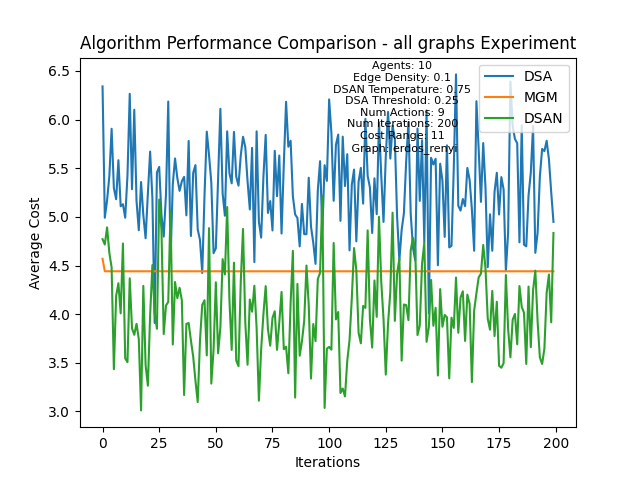 Algorithm Performance Comparison - all graphs Experiment
Agents: 10
Edge Density: 0.1
DSAN Temperature: 0.75
DSA Threshold: 0.25
Num Actions: 9
Num Iterations: 200
Cost Range: 11
Graph: erdos_renyi
DSA
MGM
DSAN
Average Cost
6.5
6.0
5.5
5.0
4.5
4.0
3.5
3.0
0 25 50 75 100 125 150 175 200
Iterations